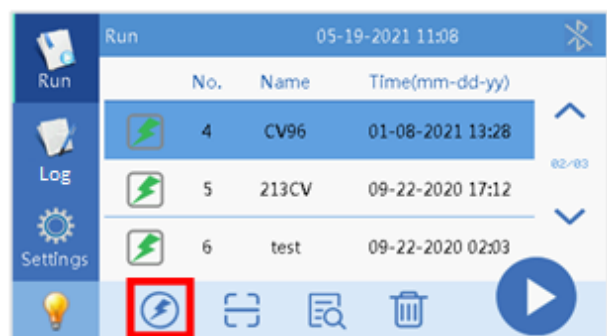 Run 05-19-2021 11:08
Run
No. Name Time(mm-dd-yy)
4 CV96 01-08-2021 13:28
02/03
Log
5 213CV 09-22-2020 17:12
6 test 09-22-2020 02:03
Settings